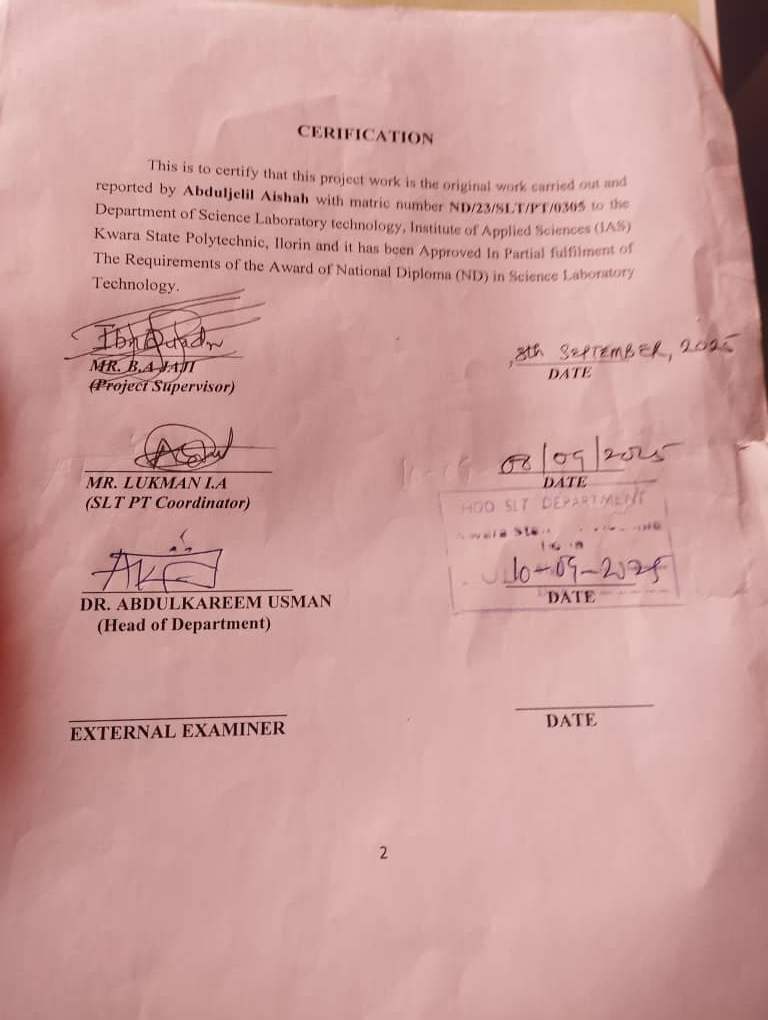 CERIFICATION
This is to certify that this project work is the original work carried out and
reported by Abduljelil Aishah with matric number ND/23/SLT/PT/0305 to the
Department of Science Laboratory technology, Institute of Applied Sciences (IAS)
Kwara State Polytechnic, Ilorin and it has been Approved In Partial fulfilment of
The Requirements of the Award of National Diploma (ND) in Science Laboratory
Technology.
MR. B.A JAJI
(Project Supervisor)
8th SEPTEMBER, 2025
DATE
MR. LUKMAN I.A
(SLT PT Coordinator)
08/09/2025
DATE
HOD SLT DEPARTMENT
10-09-2025
DATE
DR. ABDULKAREEM USMAN
(Head of Department)
EXTERNAL EXAMINER
DATE
2